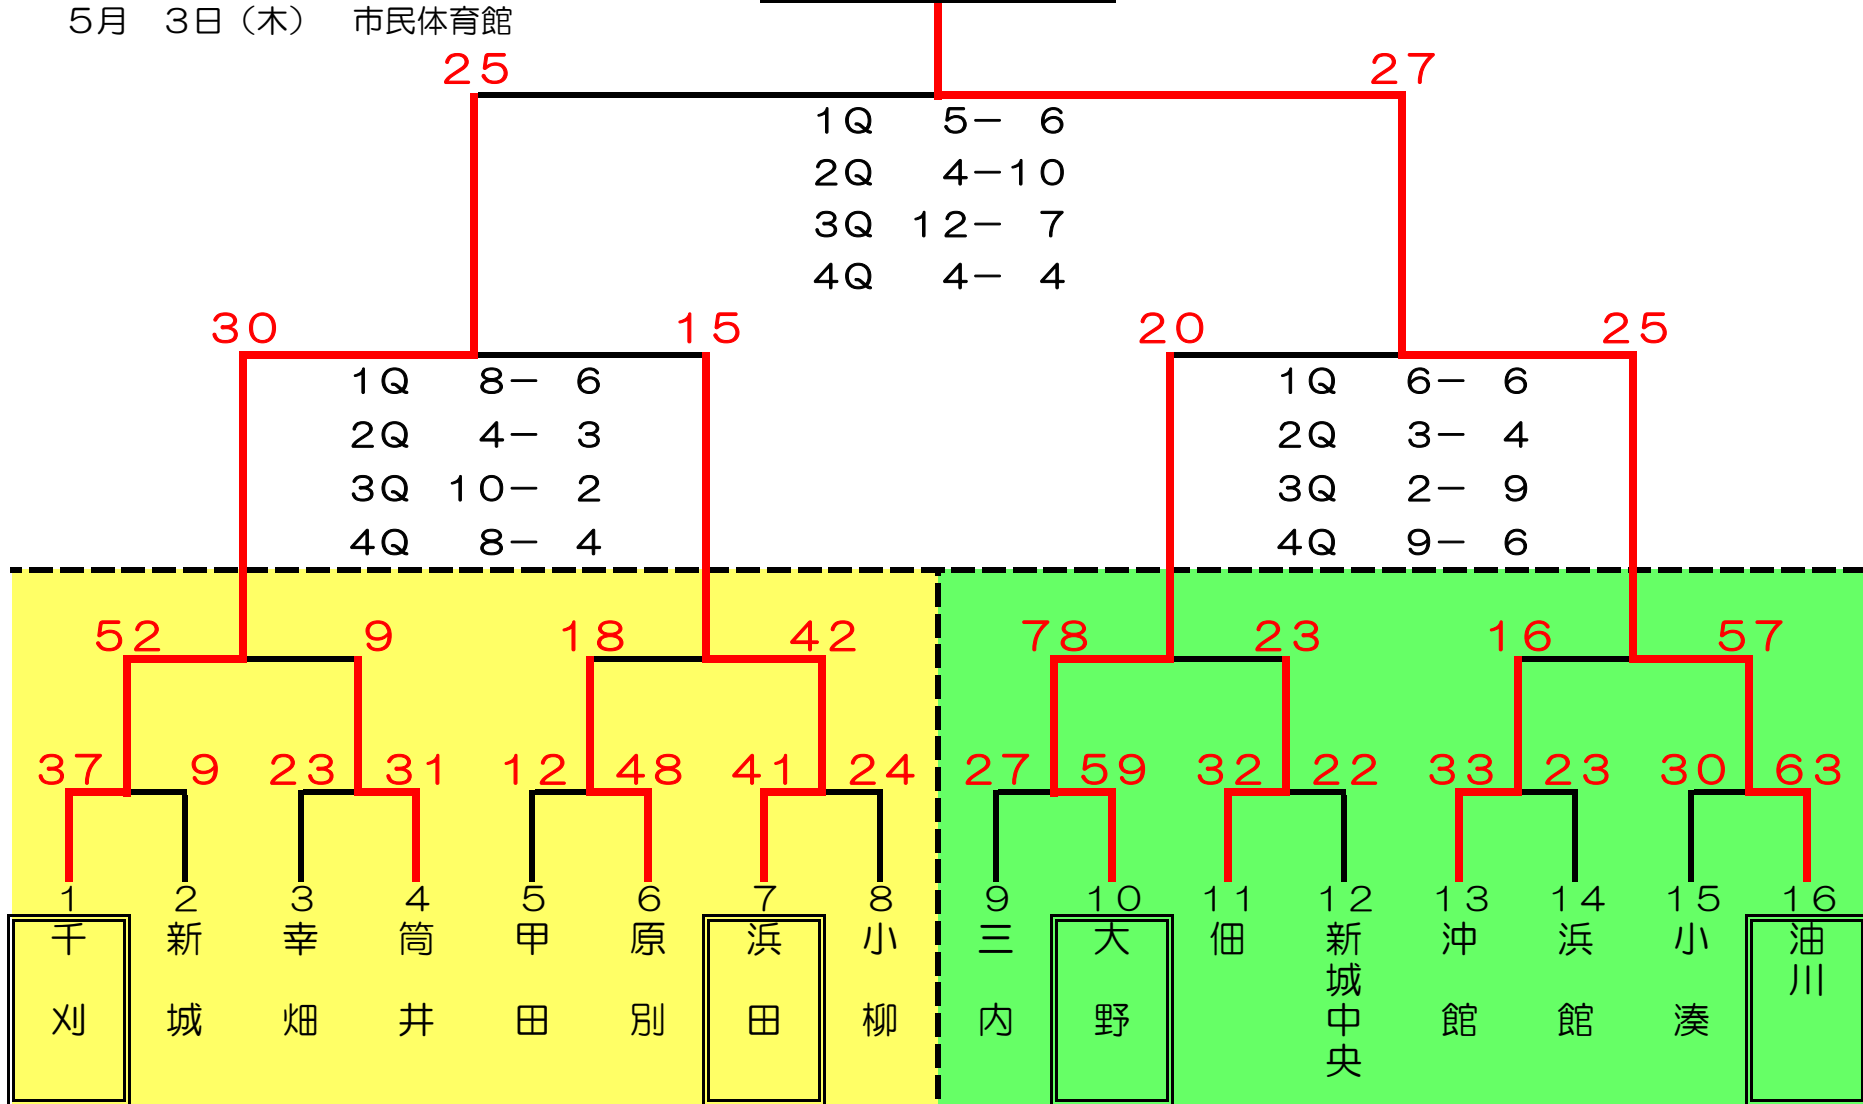 ５月　３日（木）　市民体育館
25 27
1Q 5－ 6
2Q 4－10
3Q 12－ 7
4Q 4－ 4
30 15 20 25
1Q 8－ 6
2Q 4－ 3
3Q 10－ 2
4Q 8－ 4
1Q 6－ 6
2Q 3－ 4
3Q 2－ 9
4Q 9－ 6
52 9 18 42 78 23 16 57
37 9 23 31 12 48 41 24 27 59 32 22 33 23 30 63
1 2 3 4 5 6 7 8 9 10 11 12 13 14 15 16
千刈
新城
幸畑
筒井
甲田
原別
浜田
小柳
三内
大野
佃
新城中央
沖館
浜館
小湊
油川